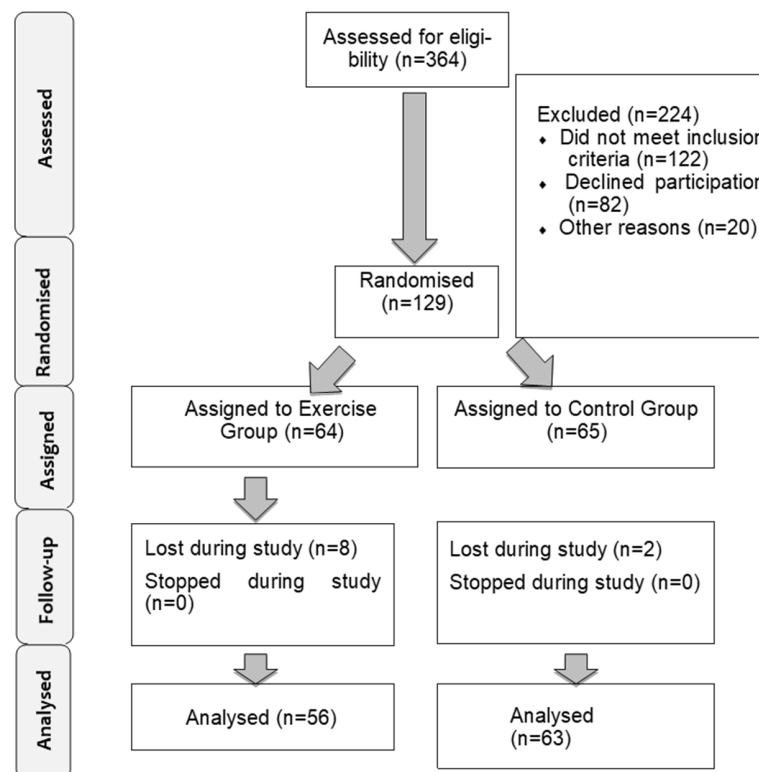 Assessed
Assessed for eligi-
bility (n=364)
Excluded (n=224)
⬧ Did not meet inclusion
criteria (n=122)
⬧ Declined participation
(n=82)
⬧ Other reasons (n=20)
Randomised
Randomised
(n=129)
Assigned
Assigned to Exercise
Group (n=64)
Assigned to Control Group
(n=65)
Follow-up
Lost during study (n=8)
Stopped during study
(n=0)
Lost during study (n=2)
Stopped during study (n=0)
Analysed
Analysed (n=56)
Analysed
(n=63)